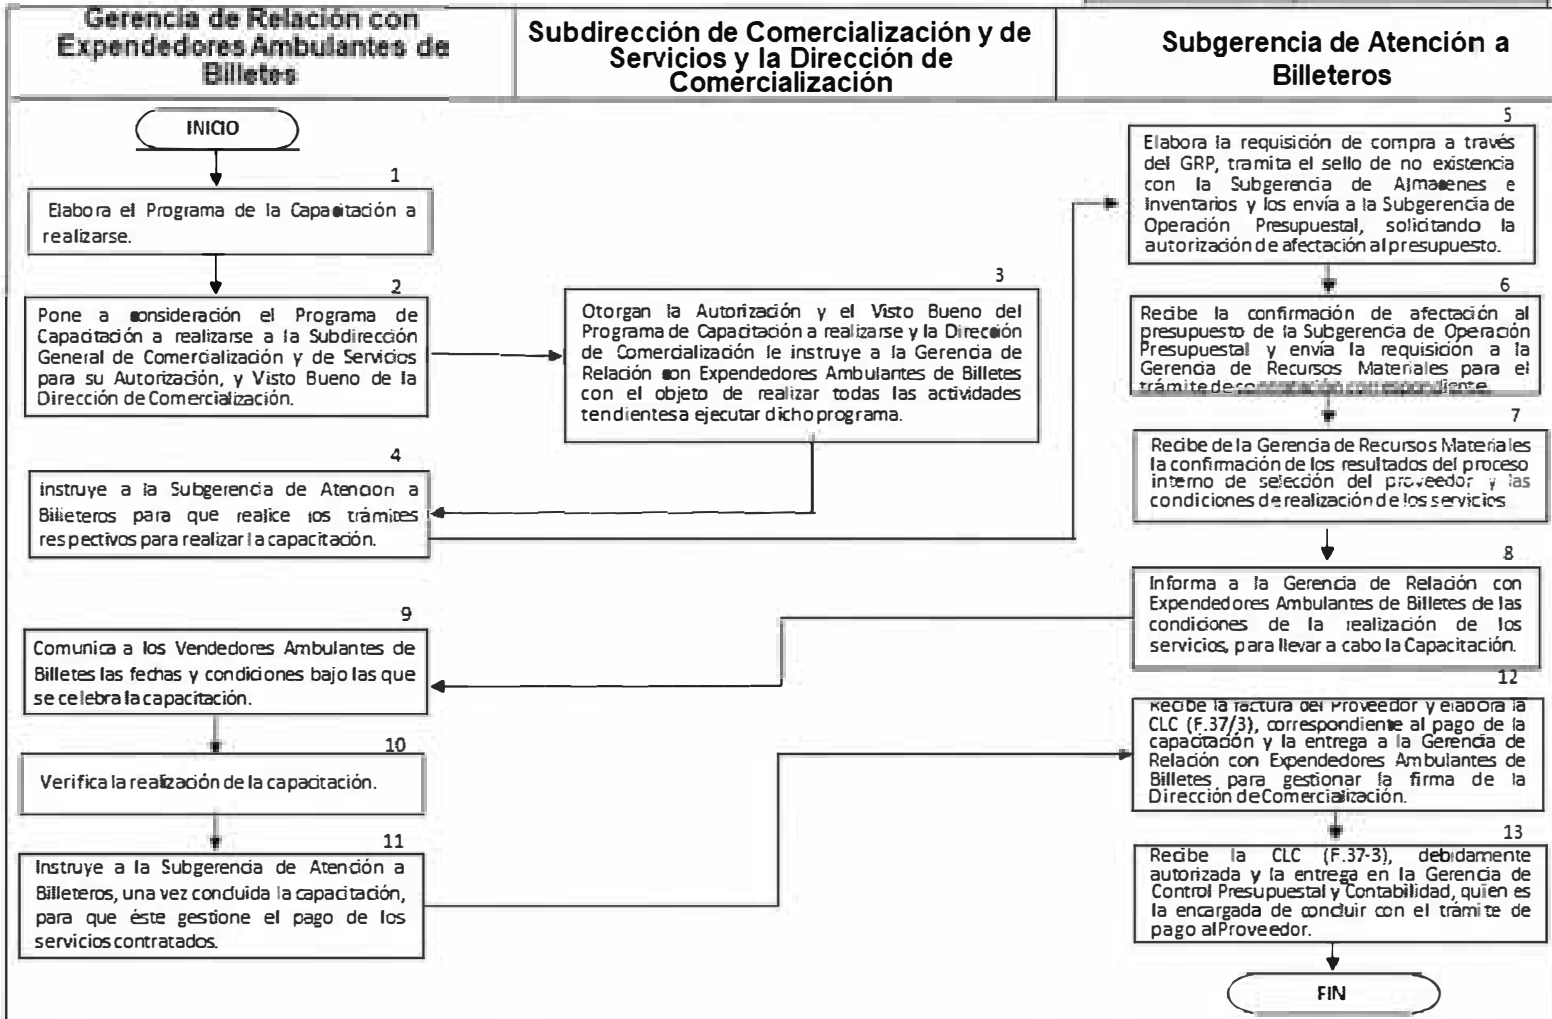 Gerencia de Relación con
Expendedores Ambulantes de
Billetes
Subdirección de Comercialización y de
Servicios y la Dirección de
Comercialización
Subgerencia de Atención a
Billeteros
INICIO
1
Elabora el Programa de la Capacitación a
realizarse.
2
Pone a consideración el Programa de
Capacitación a realizarse a la Subdirección
General de Comercialización y de Servicios
para su Autorización, y Visto Bueno de la
Dirección de Comercialización.
3
Otorgan la Autorización y el Visto Bueno del
Programa de Capacitación a realizarse y la Dirección
de Comercialización le instruye a la Gerencia de
Relación con Expendedores Ambulantes de Billetes
con el objeto de realizar todas las actividades
tendientes a ejecutar dicho programa.
4
Instruye a la Subgerencia de Atencion a
Billeteros para que realice los trámites
respectivos para realizar la capacitación.
5
Elabora la requisición de compra a través
del GRP, tramita el sello de no existencia
con la Subgerencia de Almacenes e
Inventarios y los envía a la Subgerencia de
Operación Presupuestal, solicitando la
autorización de afectación al presupuesto.
6
Recibe la confirmación de afectación al
presupuesto de la Subgerencia de Operación
Presupuestal y envía la requisición a la
Gerencia de Recursos Materiales para el
trámite de contratación correspondiente.
7
Recibe de la Gerencia de Recursos Materiales
la confirmación de los resultados del proceso
interno de selección del proveedor y las
condiciones de realización de los servicios
8
Informa a la Gerencia de Relación con
Expendedores Ambulantes de Billetes de las
condiciones de la realización de los
servicios, para llevar a cabo la Capacitación.
9
Comunica a los Vendedores Ambulantes de
Billetes las fechas y condiciones bajo las que
se celebra la capacitación.
10
Verifica la realización de la capacitación.
11
Instruye a la Subgerencia de Atención a
Billeteros, una vez concluida la capacitación,
para que éste gestione el pago de los
servicios contratados.
12
Recibe la factura del Proveedor y elabora la
CLC (F.37/3), correspondiente al pago de la
capacitación y la entrega a la Gerencia de
Relación con Expendedores Ambulantes de
Billetes para gestionar la firma de la
Dirección de Comercialización.
13
Recibe la CLC (F.37-3), debidamente
autorizada y la entrega en la Gerencia de
Control Presupuestal y Contabilidad, quien es
la encargada de concluir con el trámite de
pago al Proveedor.
FIN